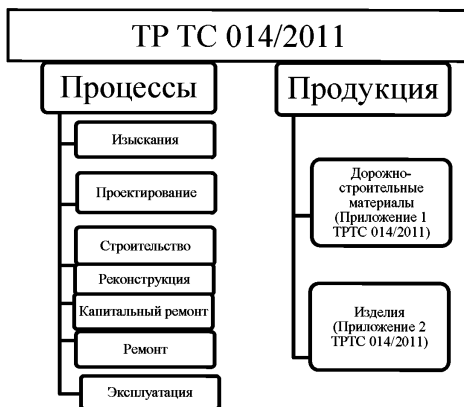 ТР ТС 014/2011
Процессы
Изыскания
Проектирование
Строительство
Реконструкция
Капитальный ремонт
Ремонт
Эксплуатация
Продукция
Дорожно-
строительные
материалы
(Приложение 1
ТРТС 014/2011)
Изделия
(Приложение 2
ТРТС 014/2011)